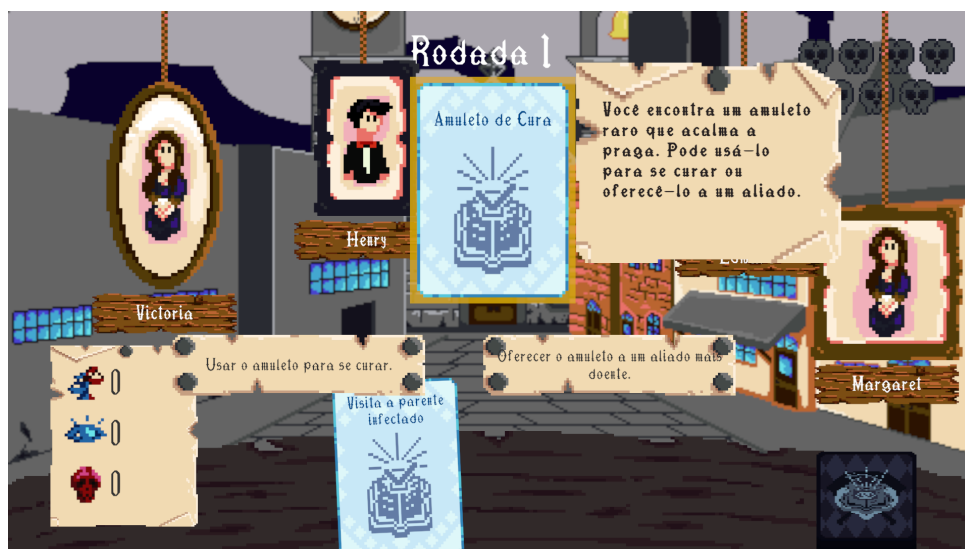 Rodada 1
Amuleto de Cura
Você encontra um amuleto
raro que acalma a
praga. Pode usá-lo
para se curar ou
oferecê-lo a um aliado.
Henry
Victoria
Margaret
Usar o amuleto para se curar.
Oferecer o amuleto a um aliado mais
doente.
0
0
0
Visita a parente
infectado